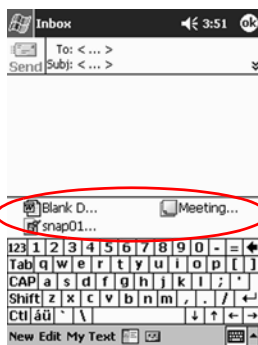 Inbox 3:51 ok
To: < ... >
Send Subj: < ... >
Blank D... Meeting...
snap01...
123 1 2 3 4 5 6 7 8 9 0 - =
Tab q w e r t y u i o p [ ]
CAP a s d f g h j k l ; '
Shift z x c v b n m , . /
Ctl áü ` \
New Edit My Text